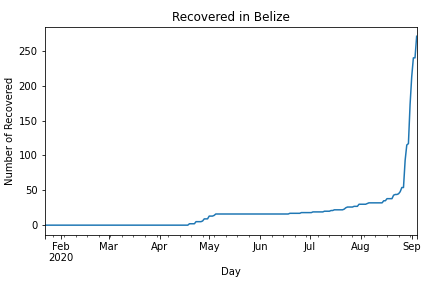 Recovered in Belize
Number of Recovered
250
200
150
100
50
0
Feb Mar Apr May Jun Jul Aug Sep
2020
Day